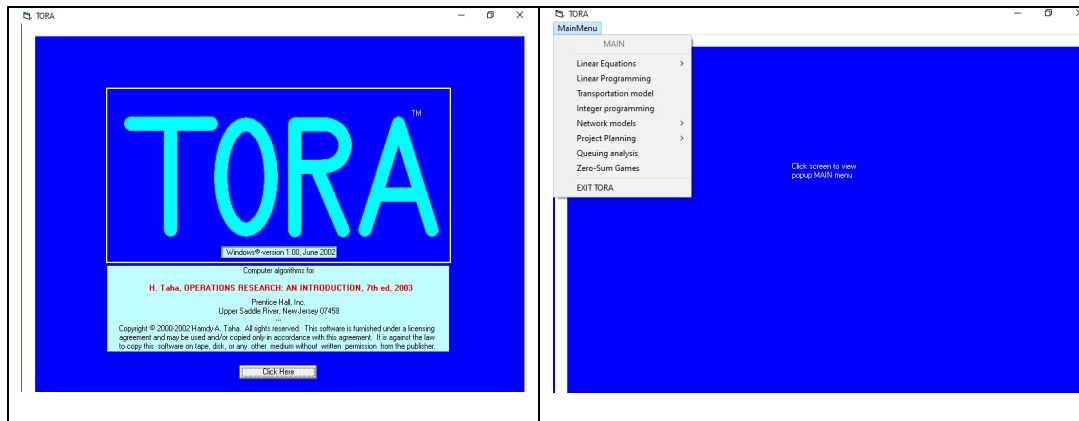 TORA
TORA
TM
Windows®-version 1.00, June 2002
Computer algorithms for
H. Taha, OPERATIONS RESEARCH: AN INTRODUCTION, 7th ed, 2003
Prentice Hall, Inc.
Upper Saddle River, New Jersey 07458
...
Copyright © 2000-2002 Hamdy A. Taha. All rights reserved. This software is furnished under a licensing
agreement and may be used and/or copied only in accordance with this agreement. It is against the law
to copy this software on tape, disk, or any other medium without written permission from the publisher.
Click Here
TORA
MainMenu
MAIN
Linear Equations
Linear Programming
Transportation model
Integer programming
Network models
Project Planning
Queuing analysis
Zero-Sum Games
EXIT TORA
Click screen to view
popup MAIN menu